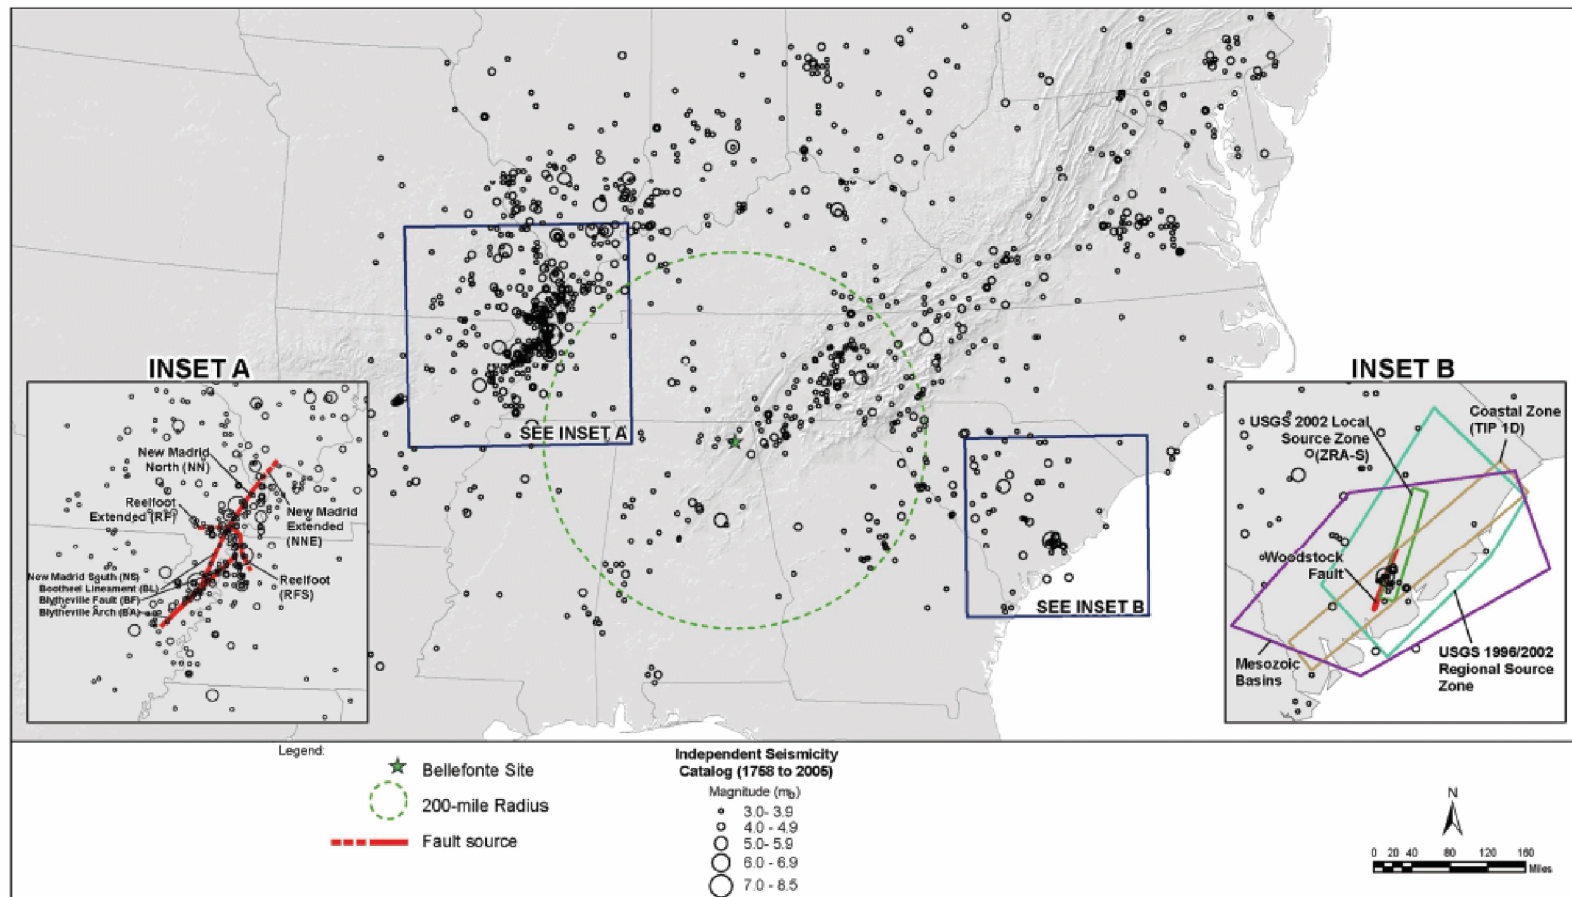 INSET A
New Madrid
North (NN)
Reelfoot
Extended (RF)
New Madrid
Extended
(NNE)
New Madrid South (NS)
Bootheel Lineament (BL)
Blytheville Fault (BF)
Blytheville Arch (BA)
Reelfoot
(RFS)
SEE INSET A
SEE INSET B
INSET B
USGS 2002 Local
Source Zone
(ZRA-S)
Coastal Zone
(TIP 1D)
Woodstock
Fault
Mesozoic
Basins
USGS 1996/2002
Regional Source
Zone
Legend:
Bellefonte Site
200-mile Radius
Fault source
Independent Seismicity
Catalog (1758 to 2005)
Magnitude (mb)
3.0- 3.9
4.0 - 4.9
5.0- 5.9
6.0 - 6.9
7.0 - 8.5
N
0 20 40 80 120 160
Miles